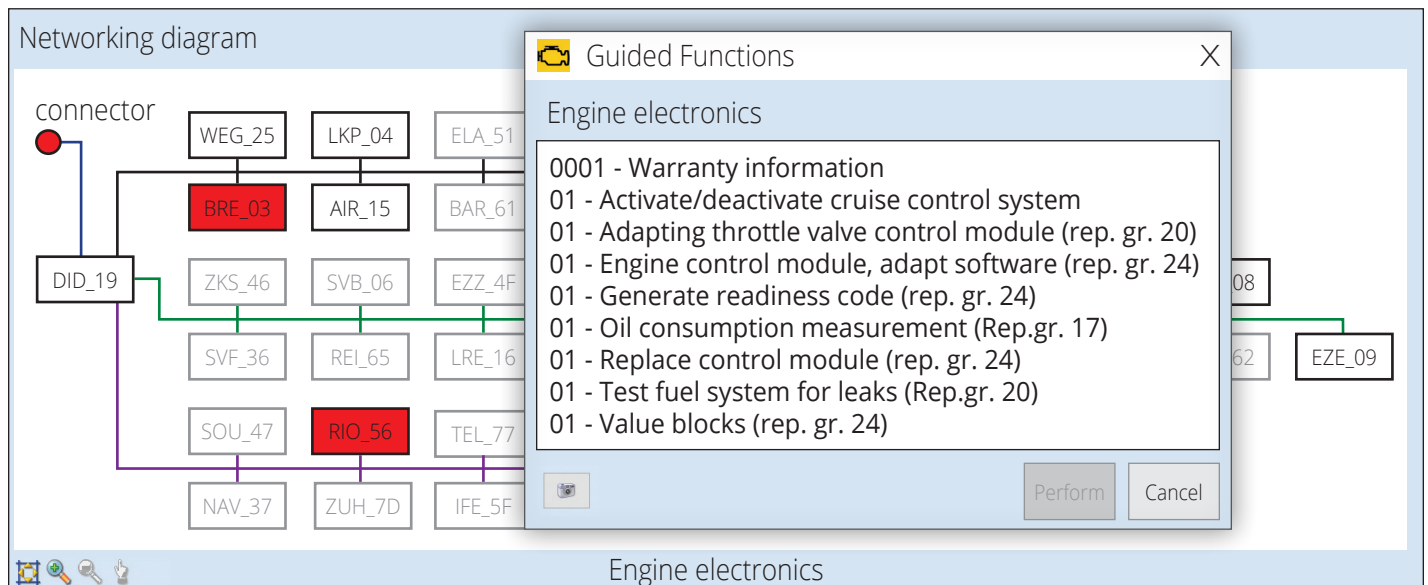 Networking diagram
Guided Functions X
Engine electronics
0001 - Warranty information
01 - Activate/deactivate cruise control system
01 - Adapting throttle valve control module (rep. gr. 20)
01 - Engine control module, adapt software (rep. gr. 24)
01 - Generate readiness code (rep. gr. 24)
01 - Oil consumption measurement (Rep.gr. 17)
01 - Replace control module (rep. gr. 24)
01 - Test fuel system for leaks (Rep.gr. 20)
01 - Value blocks (rep. gr. 24)
Perform Cancel
connector
WEG_25 LKP_04 ELA_51
BRE_03 AIR_15 BAR_61
DID_19 ZKS_46 SVB_06 EZZ_4F 08
SVF_36 REI_65 LRE_16 62 EZE_09
SOU_47 RIO_56 TEL_77
NAV_37 ZUH_7D IFE_5F
Engine electronics